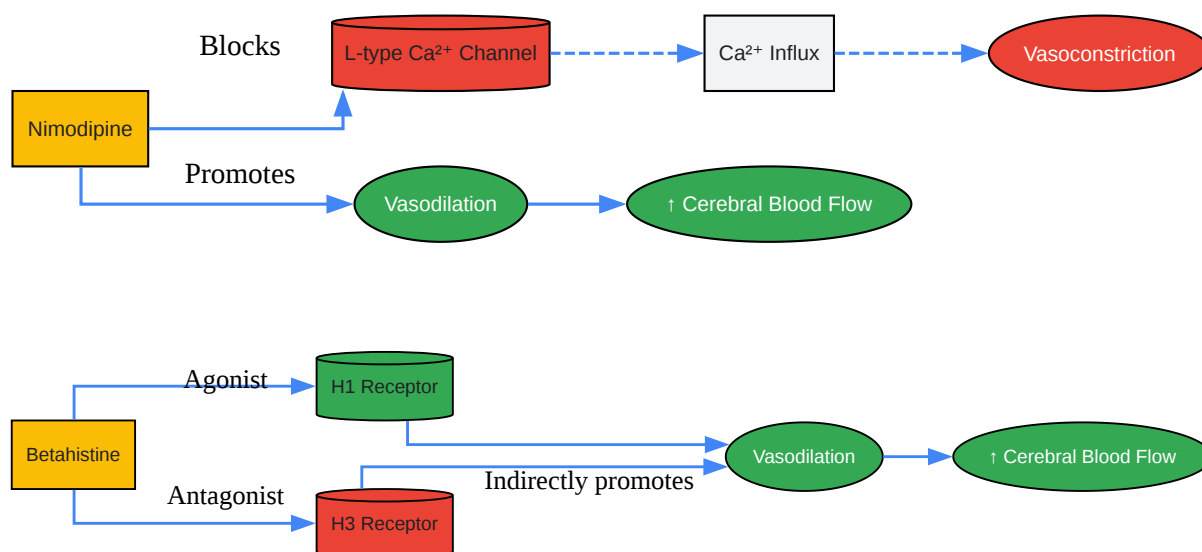 Blocks
L-type Ca²⁺ Channel
Ca²⁺ Influx
Vasoconstriction
Nimodipine
Promotes
Vasodilation
↑ Cerebral Blood Flow
Agonist
H1 Receptor
Betahistine
Vasodilation
↑ Cerebral Blood Flow
Antagonist
Indirectly promotes
H3 Receptor